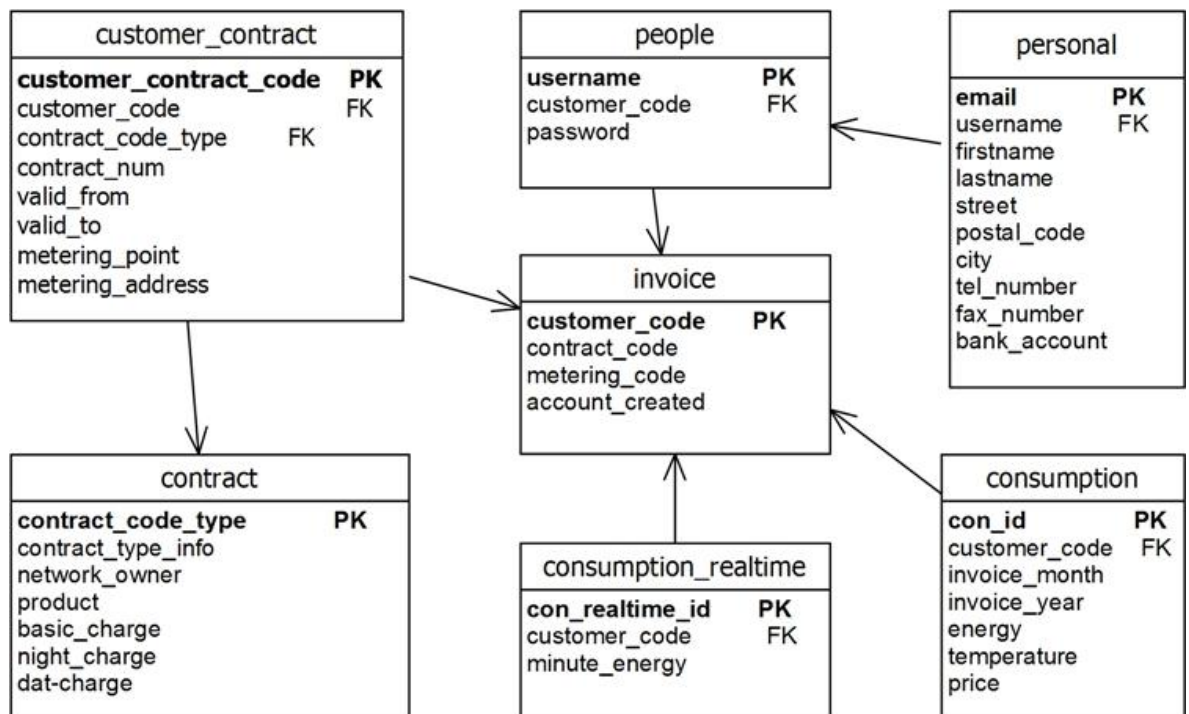 customer_contract
customer_contract_code PK
customer_code FK
contract_code_type FK
contract_num
valid_from
valid_to
metering_point
metering_address
people
username PK
customer_code FK
password
personal
email PK
username FK
firstname
lastname
street
postal_code
city
tel_number
fax_number
bank_account
invoice
customer_code PK
contract_code
metering_code
account_created
contract
contract_code_type PK
contract_type_info
network_owner
product
basic_charge
night_charge
dat-charge
consumption_realtime
con_realtime_id PK
customer_code FK
minute_energy
consumption
con_id PK
customer_code FK
invoice_month
invoice_year
energy
temperature
price